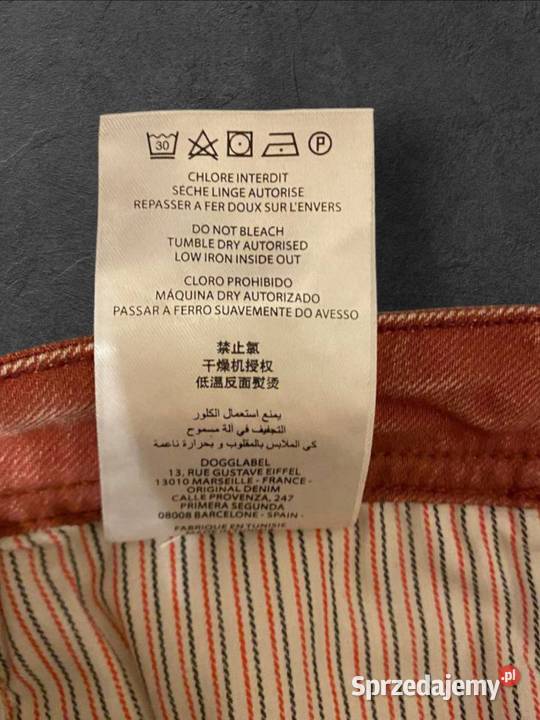 30 P
CHLORE INTERDIT
SÈCHE LINGE AUTORISE
REPASSER A FER DOUX SUR L'ENVERS
DO NOT BLEACH
TUMBLE DRY AUTORISED
LOW IRON INSIDE OUT
CLORO PROHIBIDO
MÁQUINA DRY AUTORIZADO
PASSAR A FERRO SUAVEMENTE DO AVESSO
禁止氯
干燥机授权
低温反面熨烫
يمنع استعمال الكلور
التجفيف في آلة مسموح
كي الملابس بالمقلوب و بحرارة ناعمة
DOGGLABEL
13, RUE GUSTAVE EIFFEL
13010 MARSEILLE - FRANCE -
ORIGINAL DENIM
CALLE PROVENZA, 247
PRIMERA SEGUNDA
08008 BARCELONE - SPAIN -
FABRIQUE EN TUNISIE
MADE IN TUNISIA
Sprzedajemy.pl